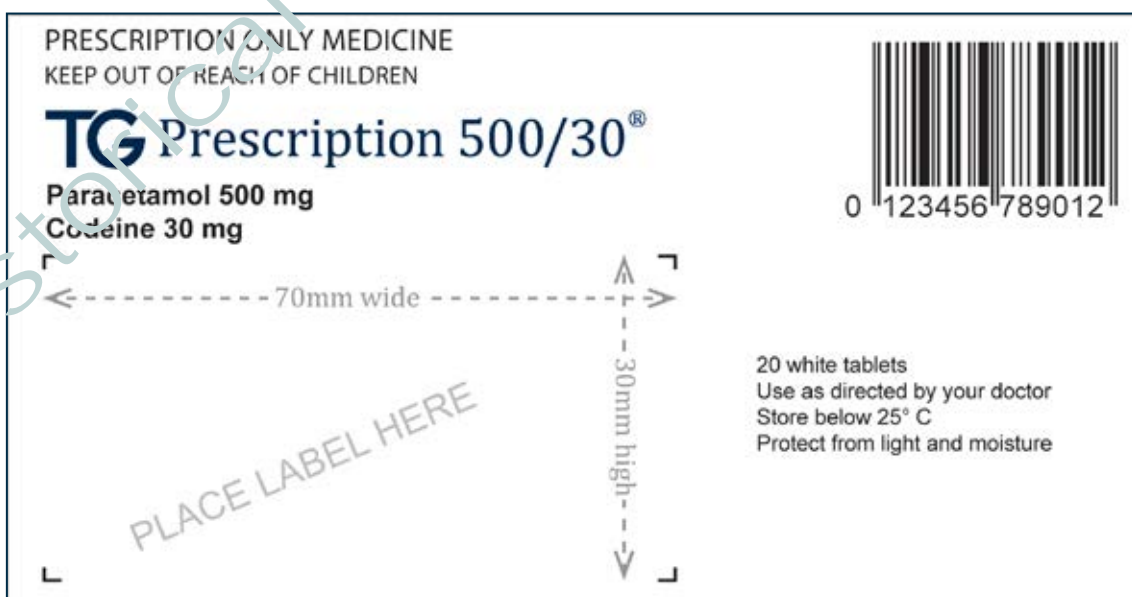 PRESCRIPTION ONLY MEDICINE
KEEP OUT OF REACH OF CHILDREN
TG Prescription 500/30®
Paracetamol 500 mg
Codeine 30 mg
0 123456 789012
70mm wide
30mm high
PLACE LABEL HERE
20 white tablets
Use as directed by your doctor
Store below 25° C
Protect from light and moisture
storical